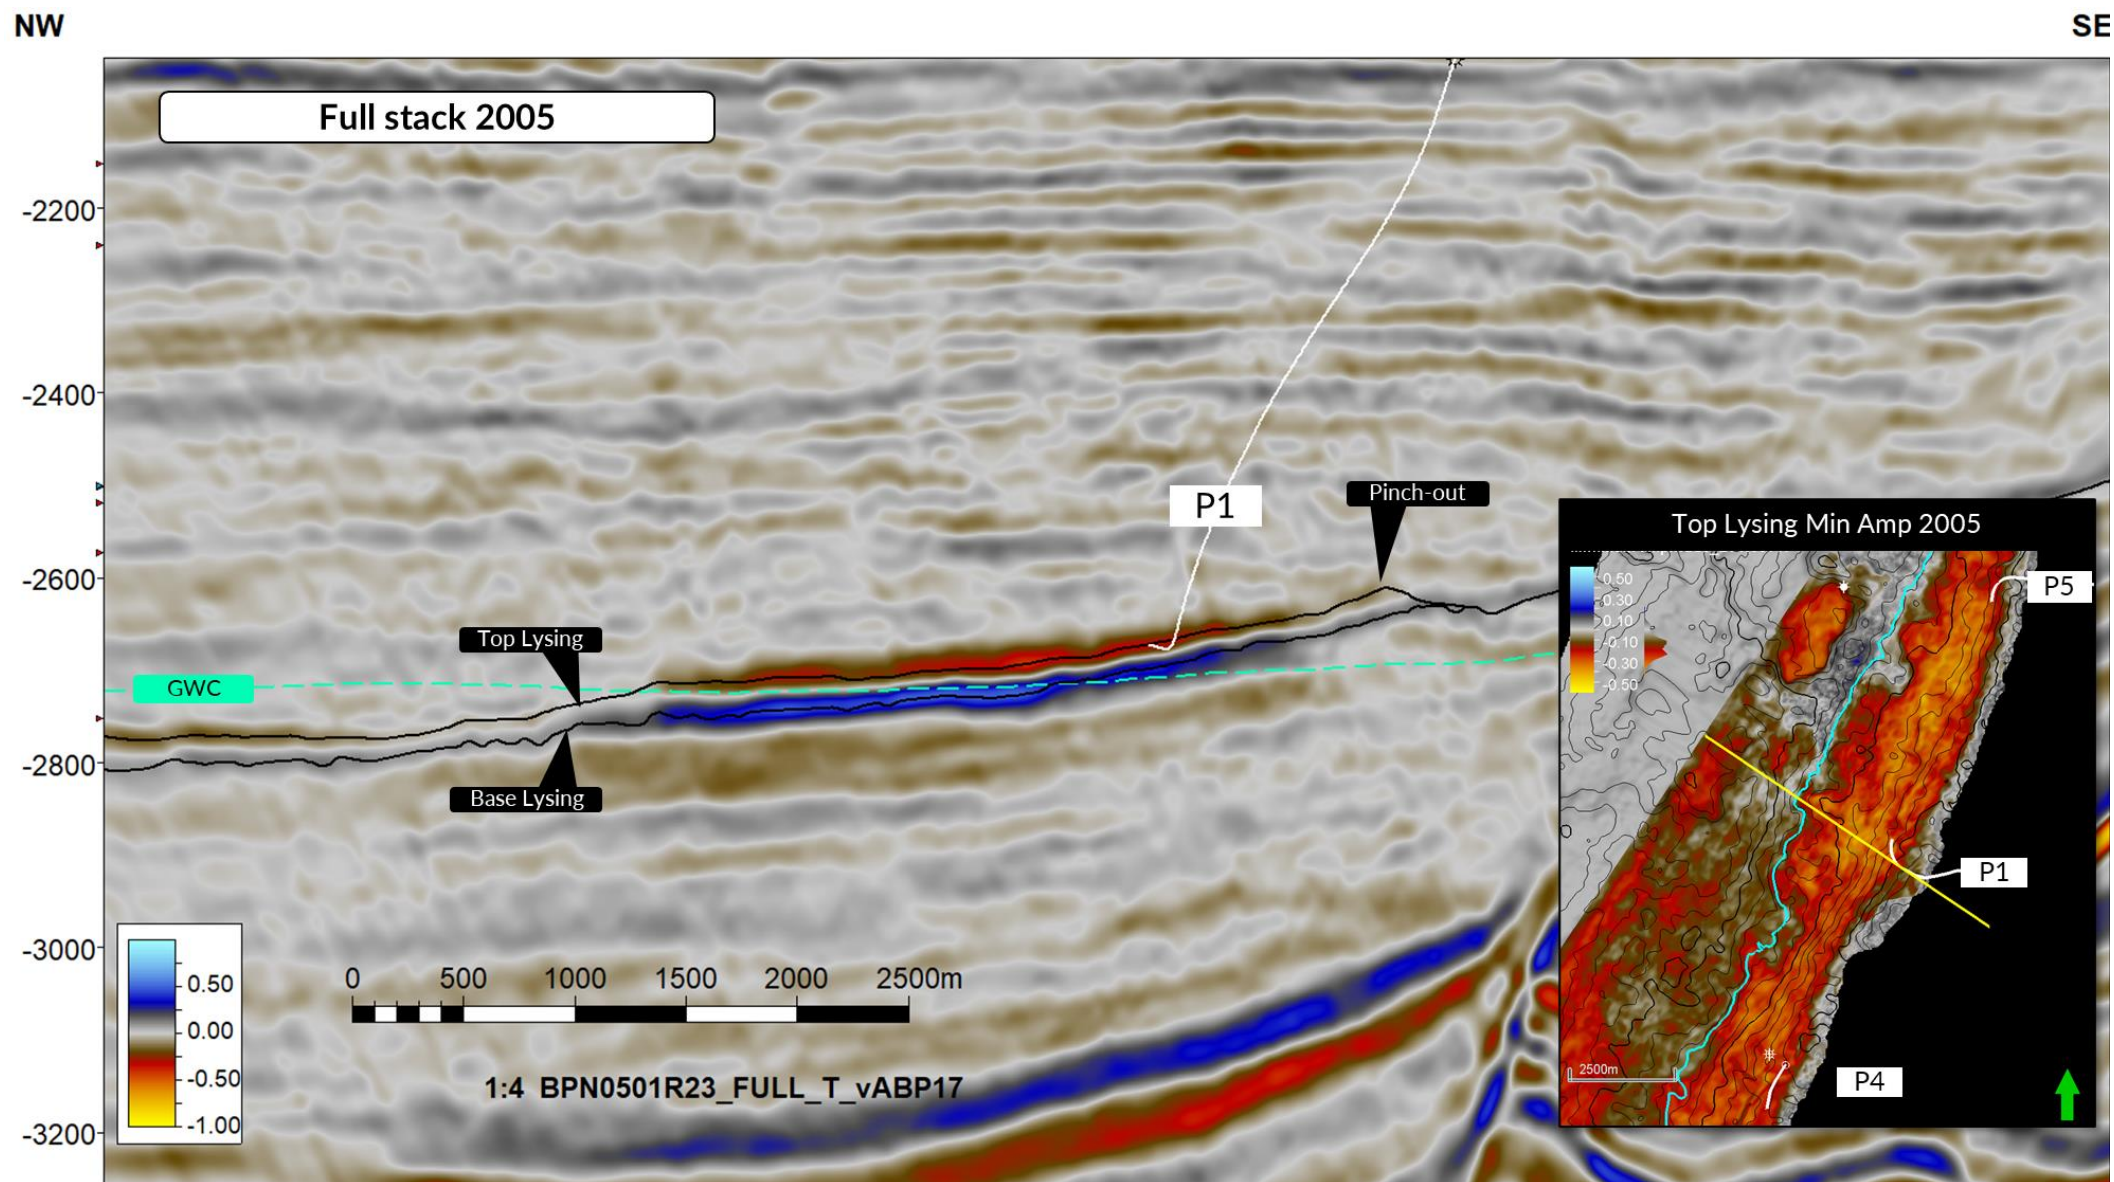 NW
SE
Full stack 2005
-2200
-2400
-2600
-2800
-3000
-3200
P1
Pinch-out
Top Lysing
GWC
Base Lysing
Top Lysing Min Amp 2005
0.50
0.30
0.10
-0.10
-0.30
-0.50
P5
P1
P4
2500m
0.50
0.00
-0.50
-1.00
0 500 1000 1500 2000 2500m
1:4 BPN0501R23_FULL_T_vABP17